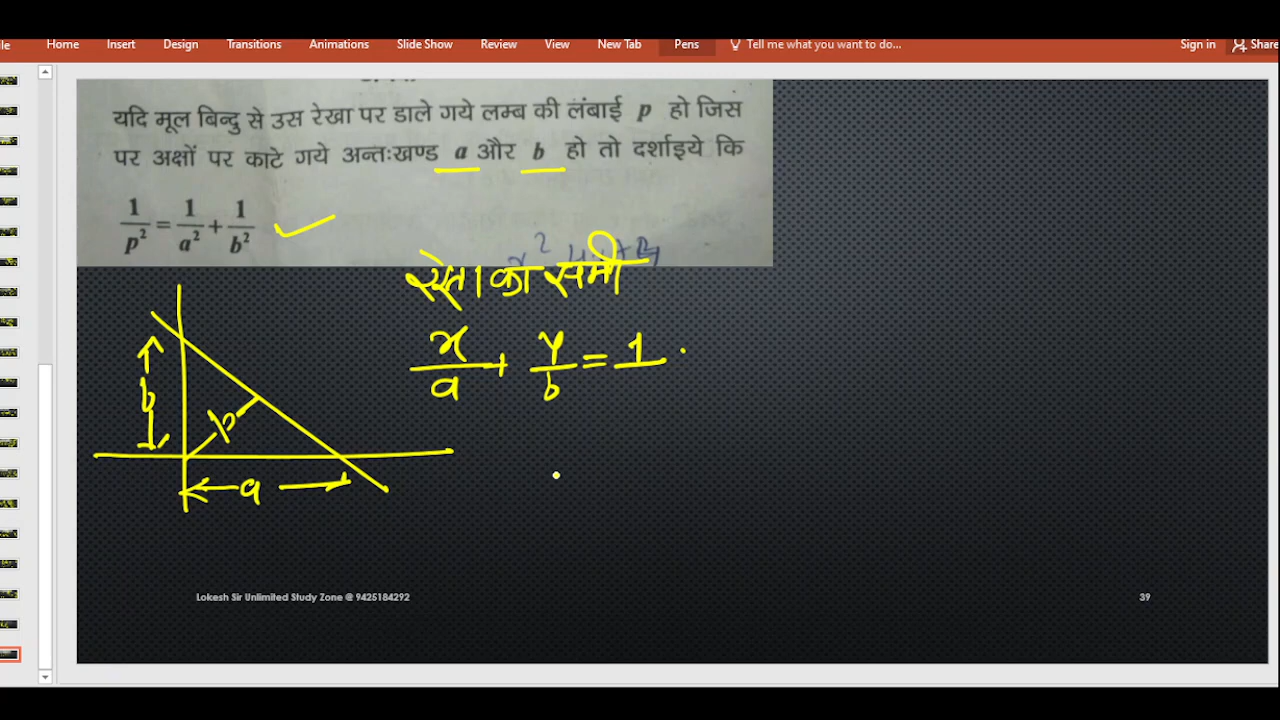 le Home Insert Design Transitions Animations Slide Show Review View New Tab Pens Tell me what you want to do... Sign in Share
यदि मूल बिन्दु से उस रेखा पर डाले गये लम्ब की लंबाई p हो जिस
पर अक्षों पर काटे गये अन्तःखण्ड a और b हो तो दर्शाइये कि
1/p² = 1/a² + 1/b²
रेखा का समी
x/a + y/b = 1
b
p
a
Lokesh Sir Unlimited Study Zone @ 9425184292
39